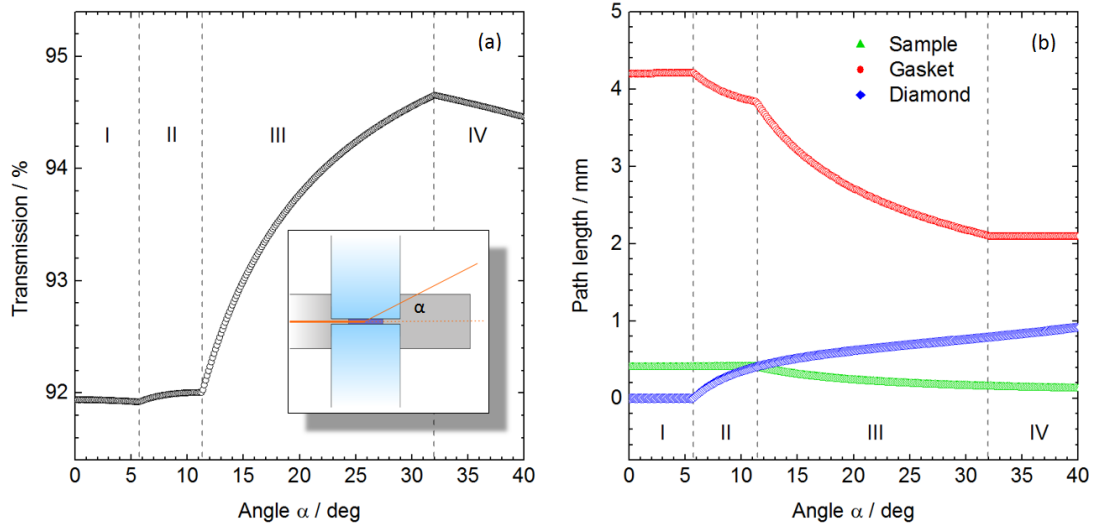 (a)
95
94
93
92
Transmission / %
I II III IV
α
0 5 10 15 20 25 30 35 40
Angle α / deg
(b)
Sample
Gasket
Diamond
5
4
3
2
1
0
Path length / mm
I II III IV
0 5 10 15 20 25 30 35 40
Angle α / deg